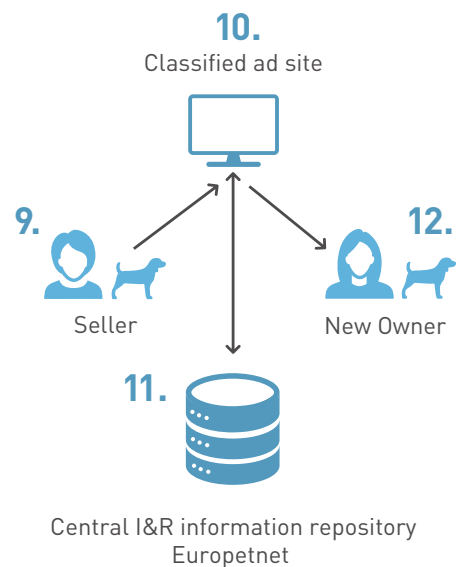 10.
Classified ad site
9.
12.
Seller
New Owner
11.
Central I&R information repository
Europetnet